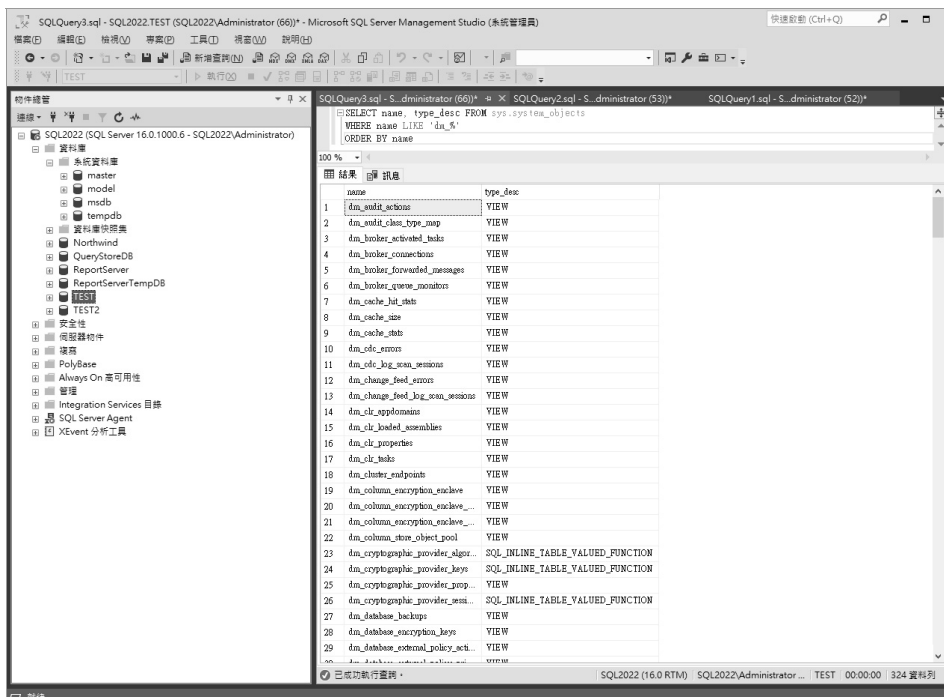 SQLQuery3.sql - SQL2022.TEST (SQL2022\Administrator (66))* - Microsoft SQL Server Management Studio (系統管理員)
快速啟動 (Ctrl+Q)
檔案(F) 編輯(E) 檢視(V) 專案(P) 工具(T) 視窗(W) 說明(H)
新增查詢(N)
TEST
執行(X)
物件總管
連線
SQL2022 (SQL Server 16.0.1000.6 - SQL2022\Administrator)
資料庫
系統資料庫
master
model
msdb
tempdb
資料庫快照集
Northwind
QueryStoreDB
ReportServer
ReportServerTempDB
TEST
TEST2
安全性
伺服器物件
複寫
PolyBase
Always On 高可用性
管理
Integration Services 目錄
SQL Server Agent
XEvent 分析工具
SQLQuery3.sql - S...dministrator (66))* SQLQuery2.sql - S...dministrator (53))* SQLQuery1.sql - S...dministrator (52))*
SELECT name, type_desc FROM sys.system_objects
WHERE name LIKE 'dm_%'
ORDER BY name
100 %
結果 訊息
name type_desc
1 dm_audit_actions VIEW
2 dm_audit_class_type_map VIEW
3 dm_broker_activated_tasks VIEW
4 dm_broker_connections VIEW
5 dm_broker_forwarded_messages VIEW
6 dm_broker_queue_monitors VIEW
7 dm_cache_hit_stats VIEW
8 dm_cache_size VIEW
9 dm_cache_stats VIEW
10 dm_cdc_errors VIEW
11 dm_cdc_log_scan_sessions VIEW
12 dm_change_feed_errors VIEW
13 dm_change_feed_log_scan_sessions VIEW
14 dm_clr_appdomains VIEW
15 dm_clr_loaded_assemblies VIEW
16 dm_clr_properties VIEW
17 dm_clr_tasks VIEW
18 dm_cluster_endpoints VIEW
19 dm_column_encryption_enclave VIEW
20 dm_column_encryption_enclave_... VIEW
21 dm_column_encryption_enclave_... VIEW
22 dm_column_store_object_pool VIEW
23 dm_cryptographic_provider_algor... SQL_INLINE_TABLE_VALUED_FUNCTION
24 dm_cryptographic_provider_keys SQL_INLINE_TABLE_VALUED_FUNCTION
25 dm_cryptographic_provider_prop... VIEW
26 dm_cryptographic_provider_sessi... SQL_INLINE_TABLE_VALUED_FUNCTION
27 dm_database_backups VIEW
28 dm_database_encryption_keys VIEW
29 dm_database_external_policy_acti... VIEW
已成功執行查詢。 SQL2022 (16.0 RTM) SQL2022\Administrator ... TEST 00:00:00 324 資料列